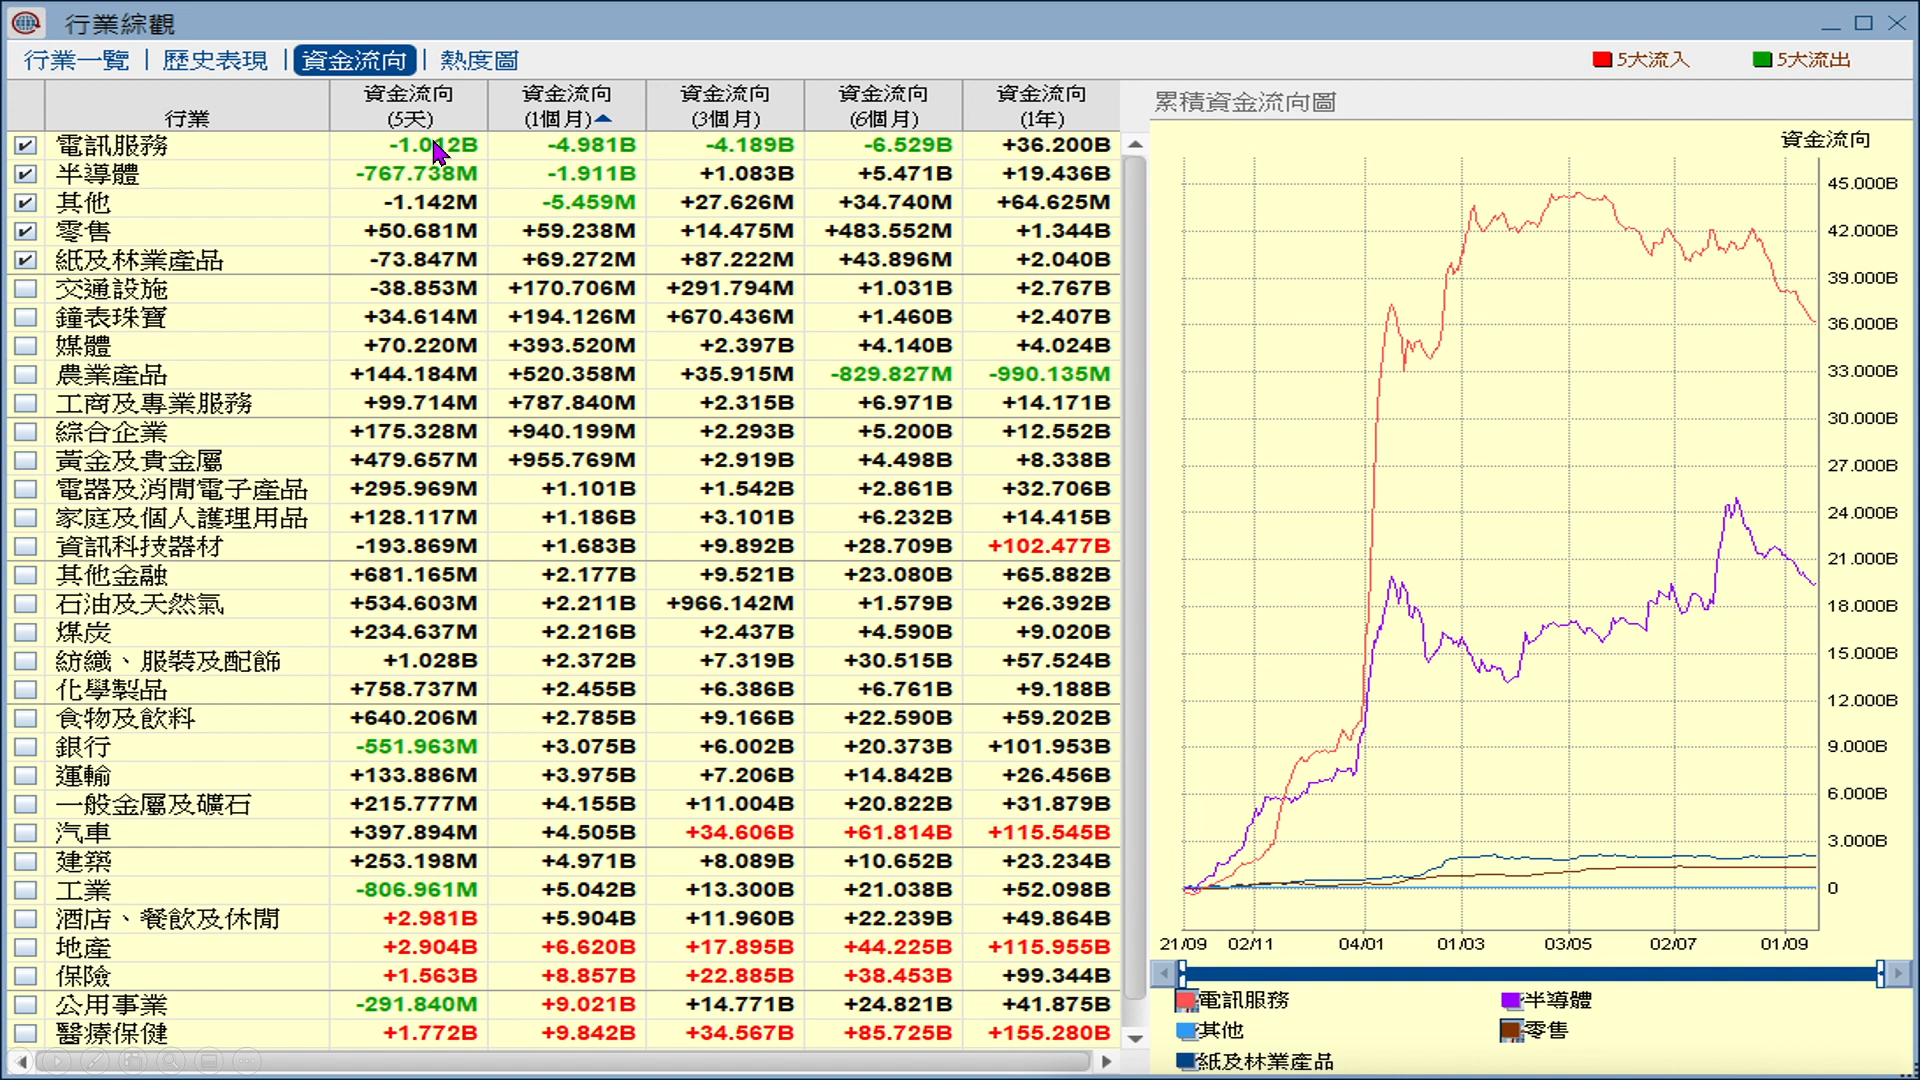 行業綜觀
行業一覽 | 歷史表現 | 資金流向 | 熱度圖
5大流入 5大流出
行業 資金流向 (5天) 資金流向 (1個月) 資金流向 (3個月) 資金流向 (6個月) 資金流向 (1年)
電訊服務 -4.981B -4.189B -6.529B +36.200B
半導體 -767.738M -1.911B +1.083B +5.471B +19.436B
其他 -1.142M -5.459M +27.626M +34.740M +64.625M
零售 +50.681M +59.238M +14.475M +483.552M +1.344B
紙及林業產品 -73.847M +69.272M +87.222M +43.896M +2.040B
交通設施 -38.853M +170.706M +291.794M +1.031B +2.767B
鐘表珠寶 +34.614M +194.126M +670.436M +1.460B +2.407B
媒體 +70.220M +393.520M +2.397B +4.140B +4.024B
農業產品 +144.184M +520.358M +35.915M -829.827M -990.135M
工商及專業服務 +99.714M +787.840M +2.315B +6.971B +14.171B
綜合企業 +175.328M +940.199M +2.293B +5.200B +12.552B
黃金及貴金屬 +479.657M +955.769M +2.919B +4.498B +8.338B
電器及消閒電子產品 +295.969M +1.101B +1.542B +2.861B +32.706B
家庭及個人護理用品 +128.117M +1.186B +3.101B +6.232B +14.415B
資訊科技器材 -193.869M +1.683B +9.892B +28.709B +102.477B
其他金融 +681.165M +2.177B +9.521B +23.080B +65.882B
石油及天然氣 +534.603M +2.211B +966.142M +1.579B +26.392B
煤炭 +234.637M +2.216B +2.437B +4.590B +9.020B
紡織、服裝及配飾 +1.028B +2.372B +7.319B +30.515B +57.524B
化學製品 +758.737M +2.455B +6.386B +6.761B +9.188B
食物及飲料 +640.206M +2.785B +9.166B +22.590B +59.202B
銀行 -551.963M +3.075B +6.002B +20.373B +101.953B
運輸 +133.886M +3.975B +7.206B +14.842B +26.456B
一般金屬及礦石 +215.777M +4.155B +11.004B +20.822B +31.879B
汽車 +397.894M +4.505B +34.606B +61.814B +115.545B
建築 +253.198M +4.971B +8.089B +10.652B +23.234B
工業 -806.961M +5.042B +13.300B +21.038B +52.098B
酒店、餐飲及休閒 +2.981B +5.904B +11.960B +22.239B +49.864B
地產 +2.904B +6.620B +17.895B +44.225B +115.955B
保險 +1.563B +8.857B +22.885B +38.453B +99.344B
公用事業 -291.840M +9.021B +14.771B +24.821B +41.875B
醫療保健 +1.772B +9.842B +34.567B +85.725B +155.280B
累積資金流向圖
資金流向
45.000B
42.000B
39.000B
36.000B
33.000B
30.000B
27.000B
24.000B
21.000B
18.000B
15.000B
12.000B
9.000B
6.000B
3.000B
0
21/09 02/11 04/01 01/03 03/05 02/07 01/09
電訊服務 半導體
其他 零售
紙及林業產品